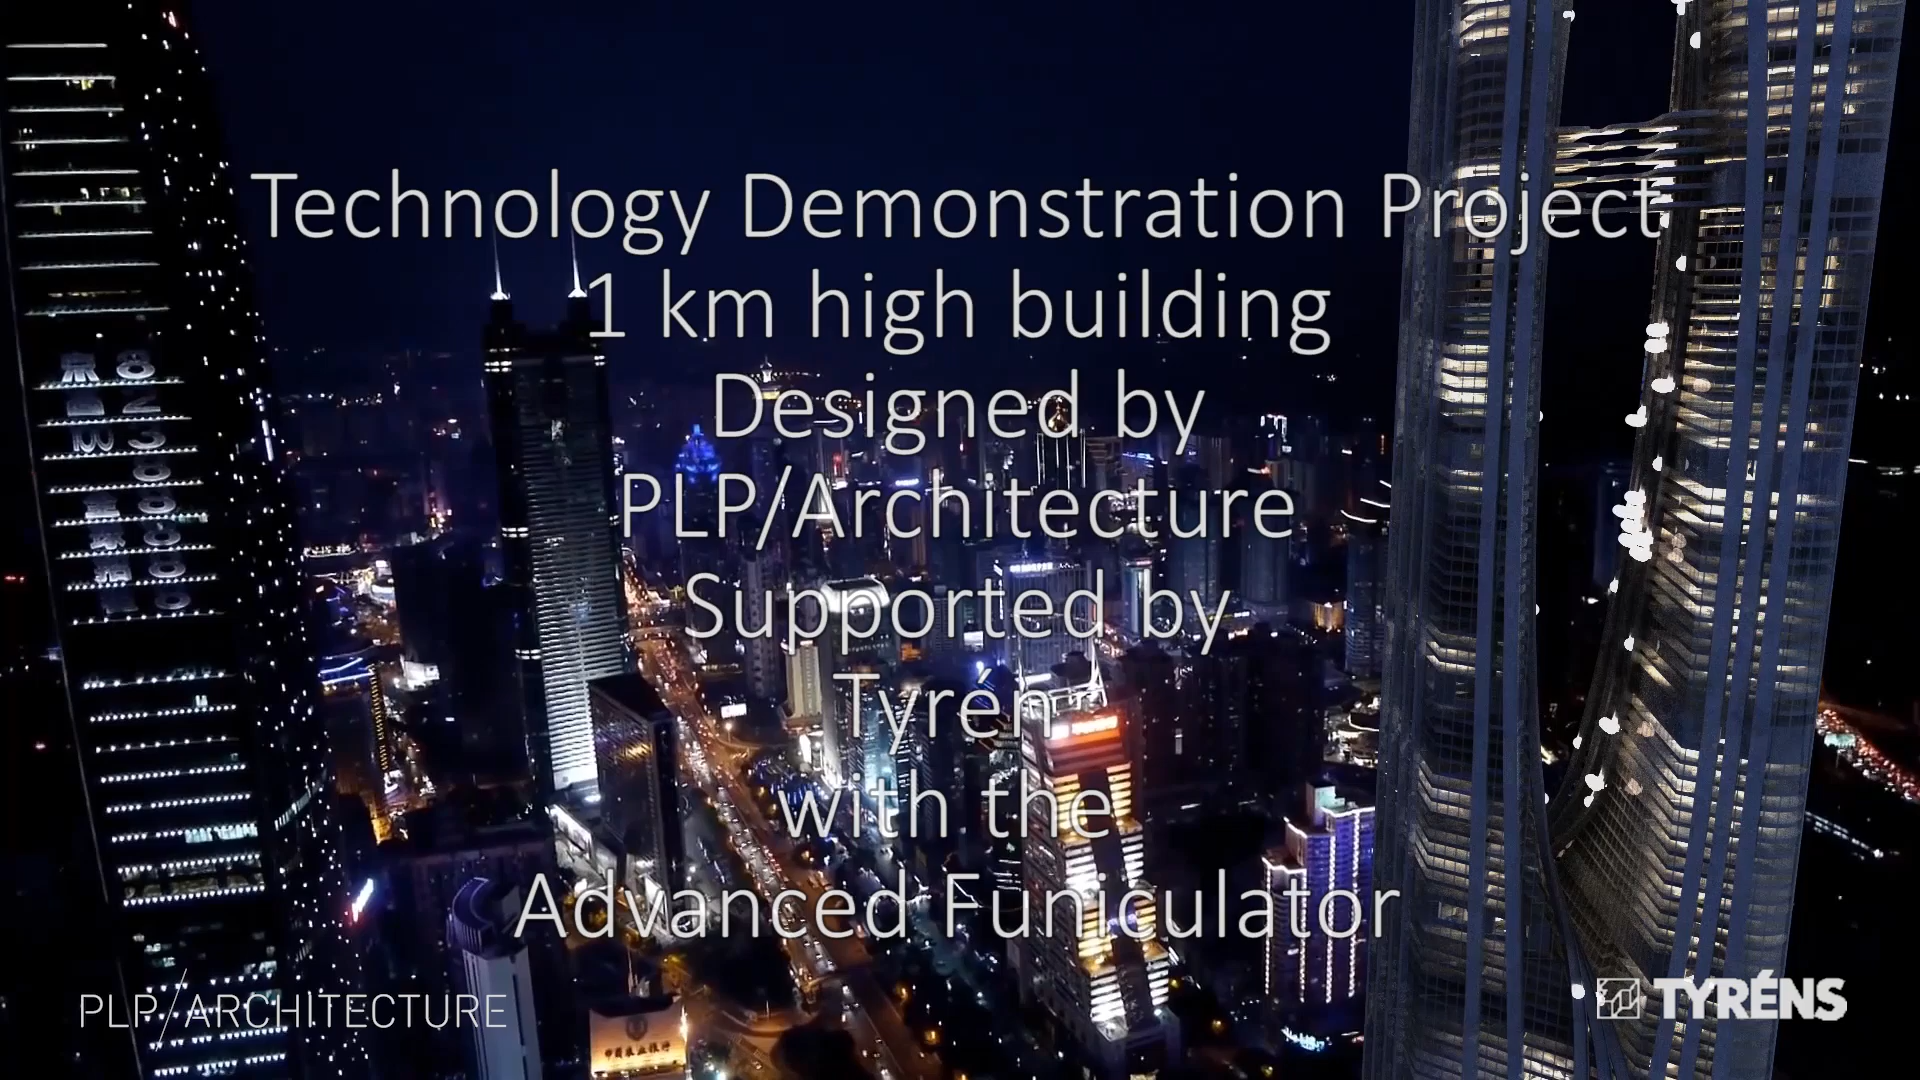 Technology Demonstration Project
1 km high building
Designed by
PLP/Architecture
Supported by
Tyrén
with the
Advanced Funiculator
PLP/ARCHITECTURE
TYRÉNS